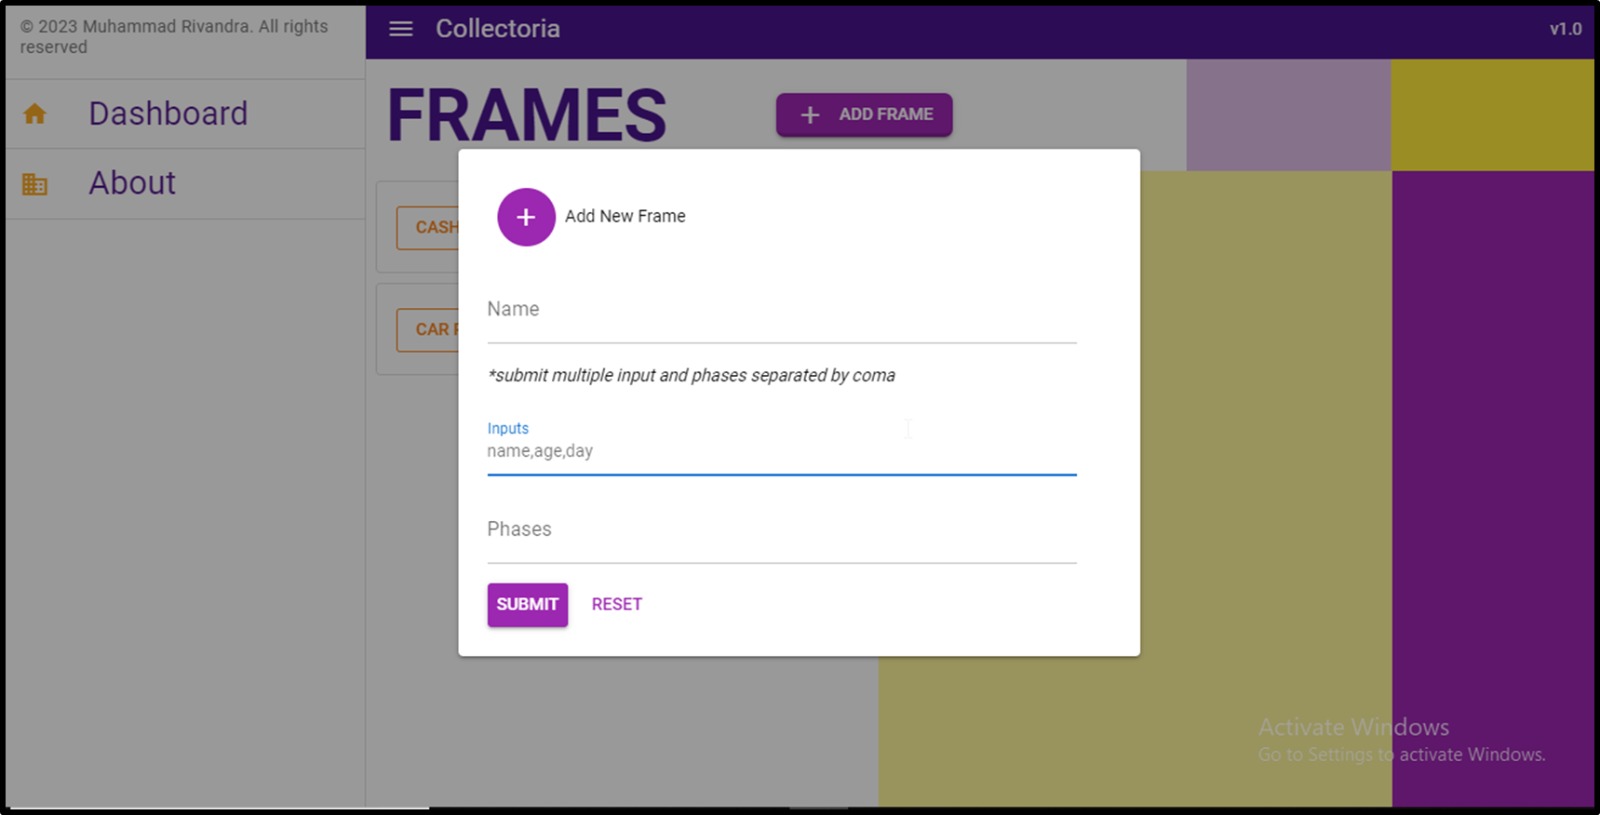 © 2023 Muhammad Rivandra. All rights
reserved
Dashboard
About
Collectoria
v1.0
FRAMES
ADD FRAME
CASH
CAR
Add New Frame
Name
*submit multiple input and phases separated by coma
Inputs
name,age,day
Phases
SUBMIT
RESET
Activate Windows
Go to Settings to activate Windows.